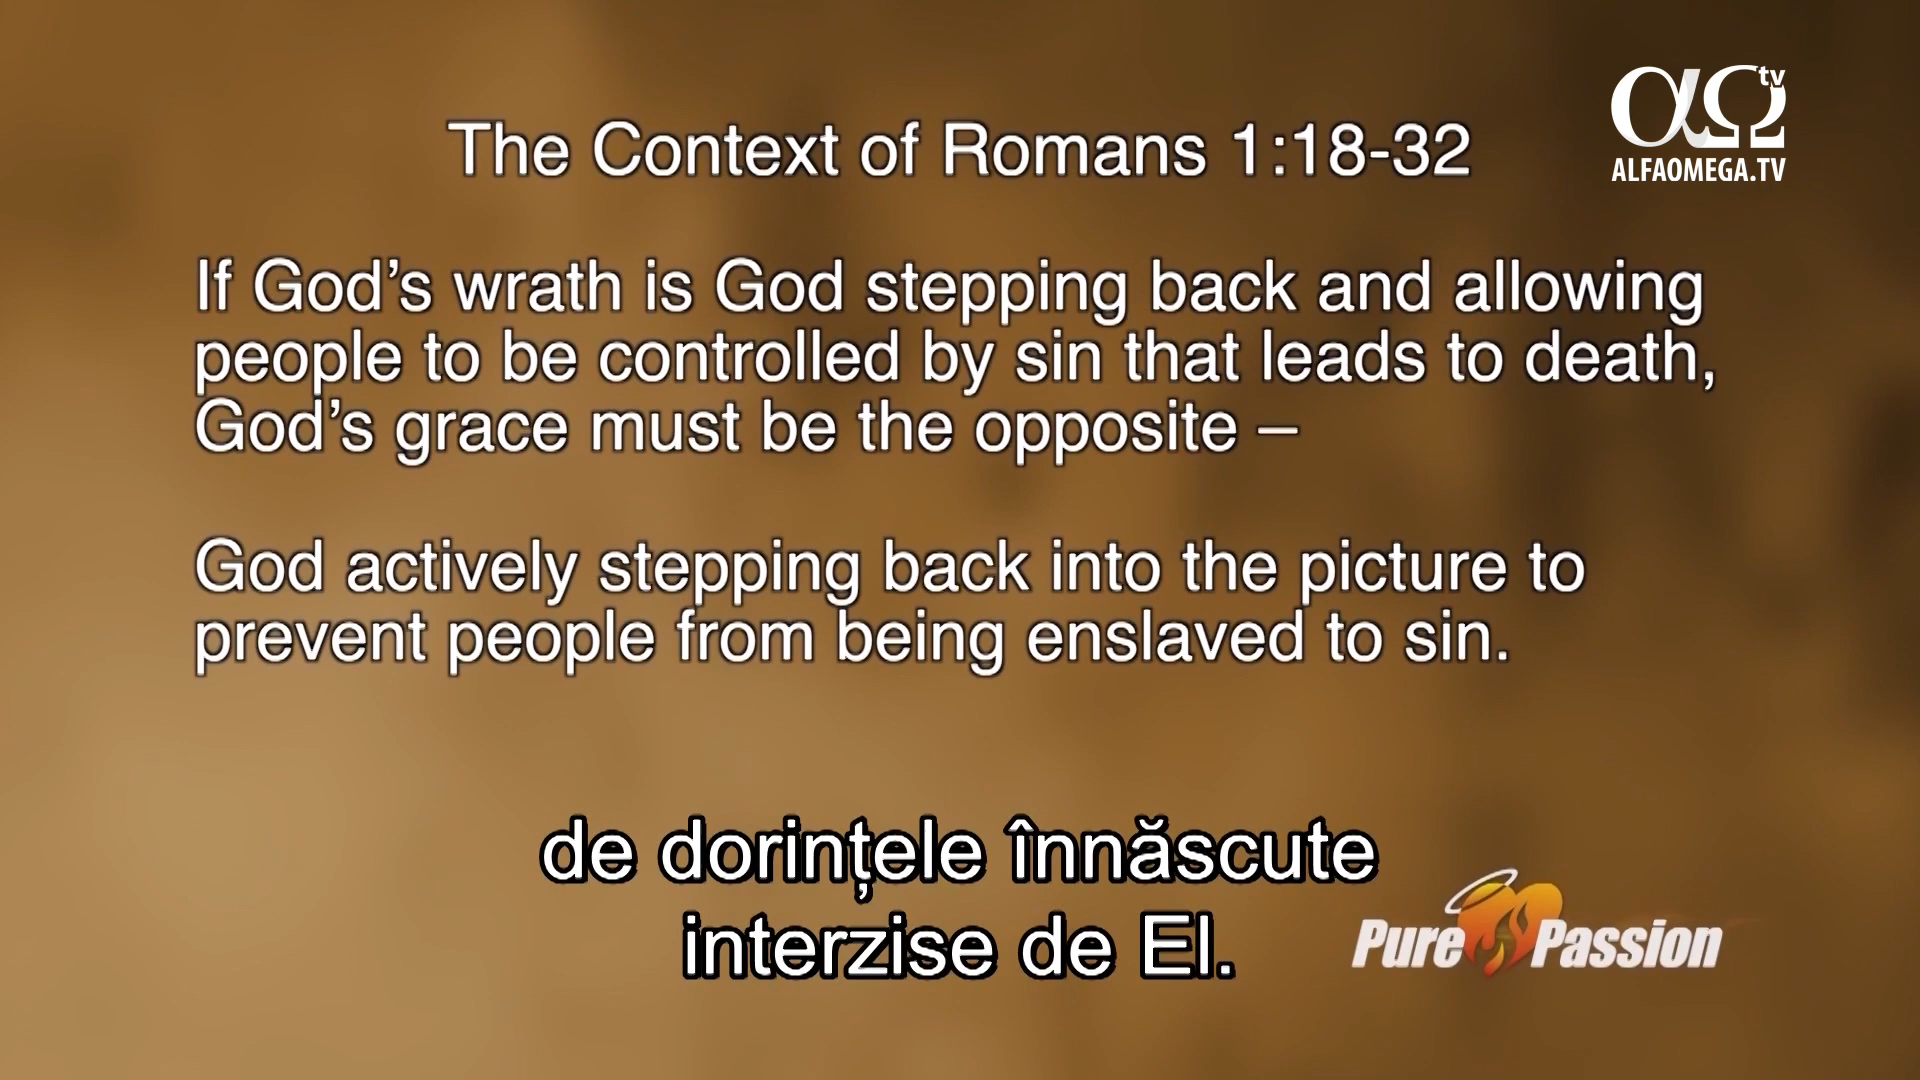 αΩ tv
ALFAOMEGA.TV
The Context of Romans 1:18-32
If God’s wrath is God stepping back and allowing
people to be controlled by sin that leads to death,
God’s grace must be the opposite –
God actively stepping back into the picture to
prevent people from being enslaved to sin.
de dorințele înnăscute
interzise de El.
Pure Passion